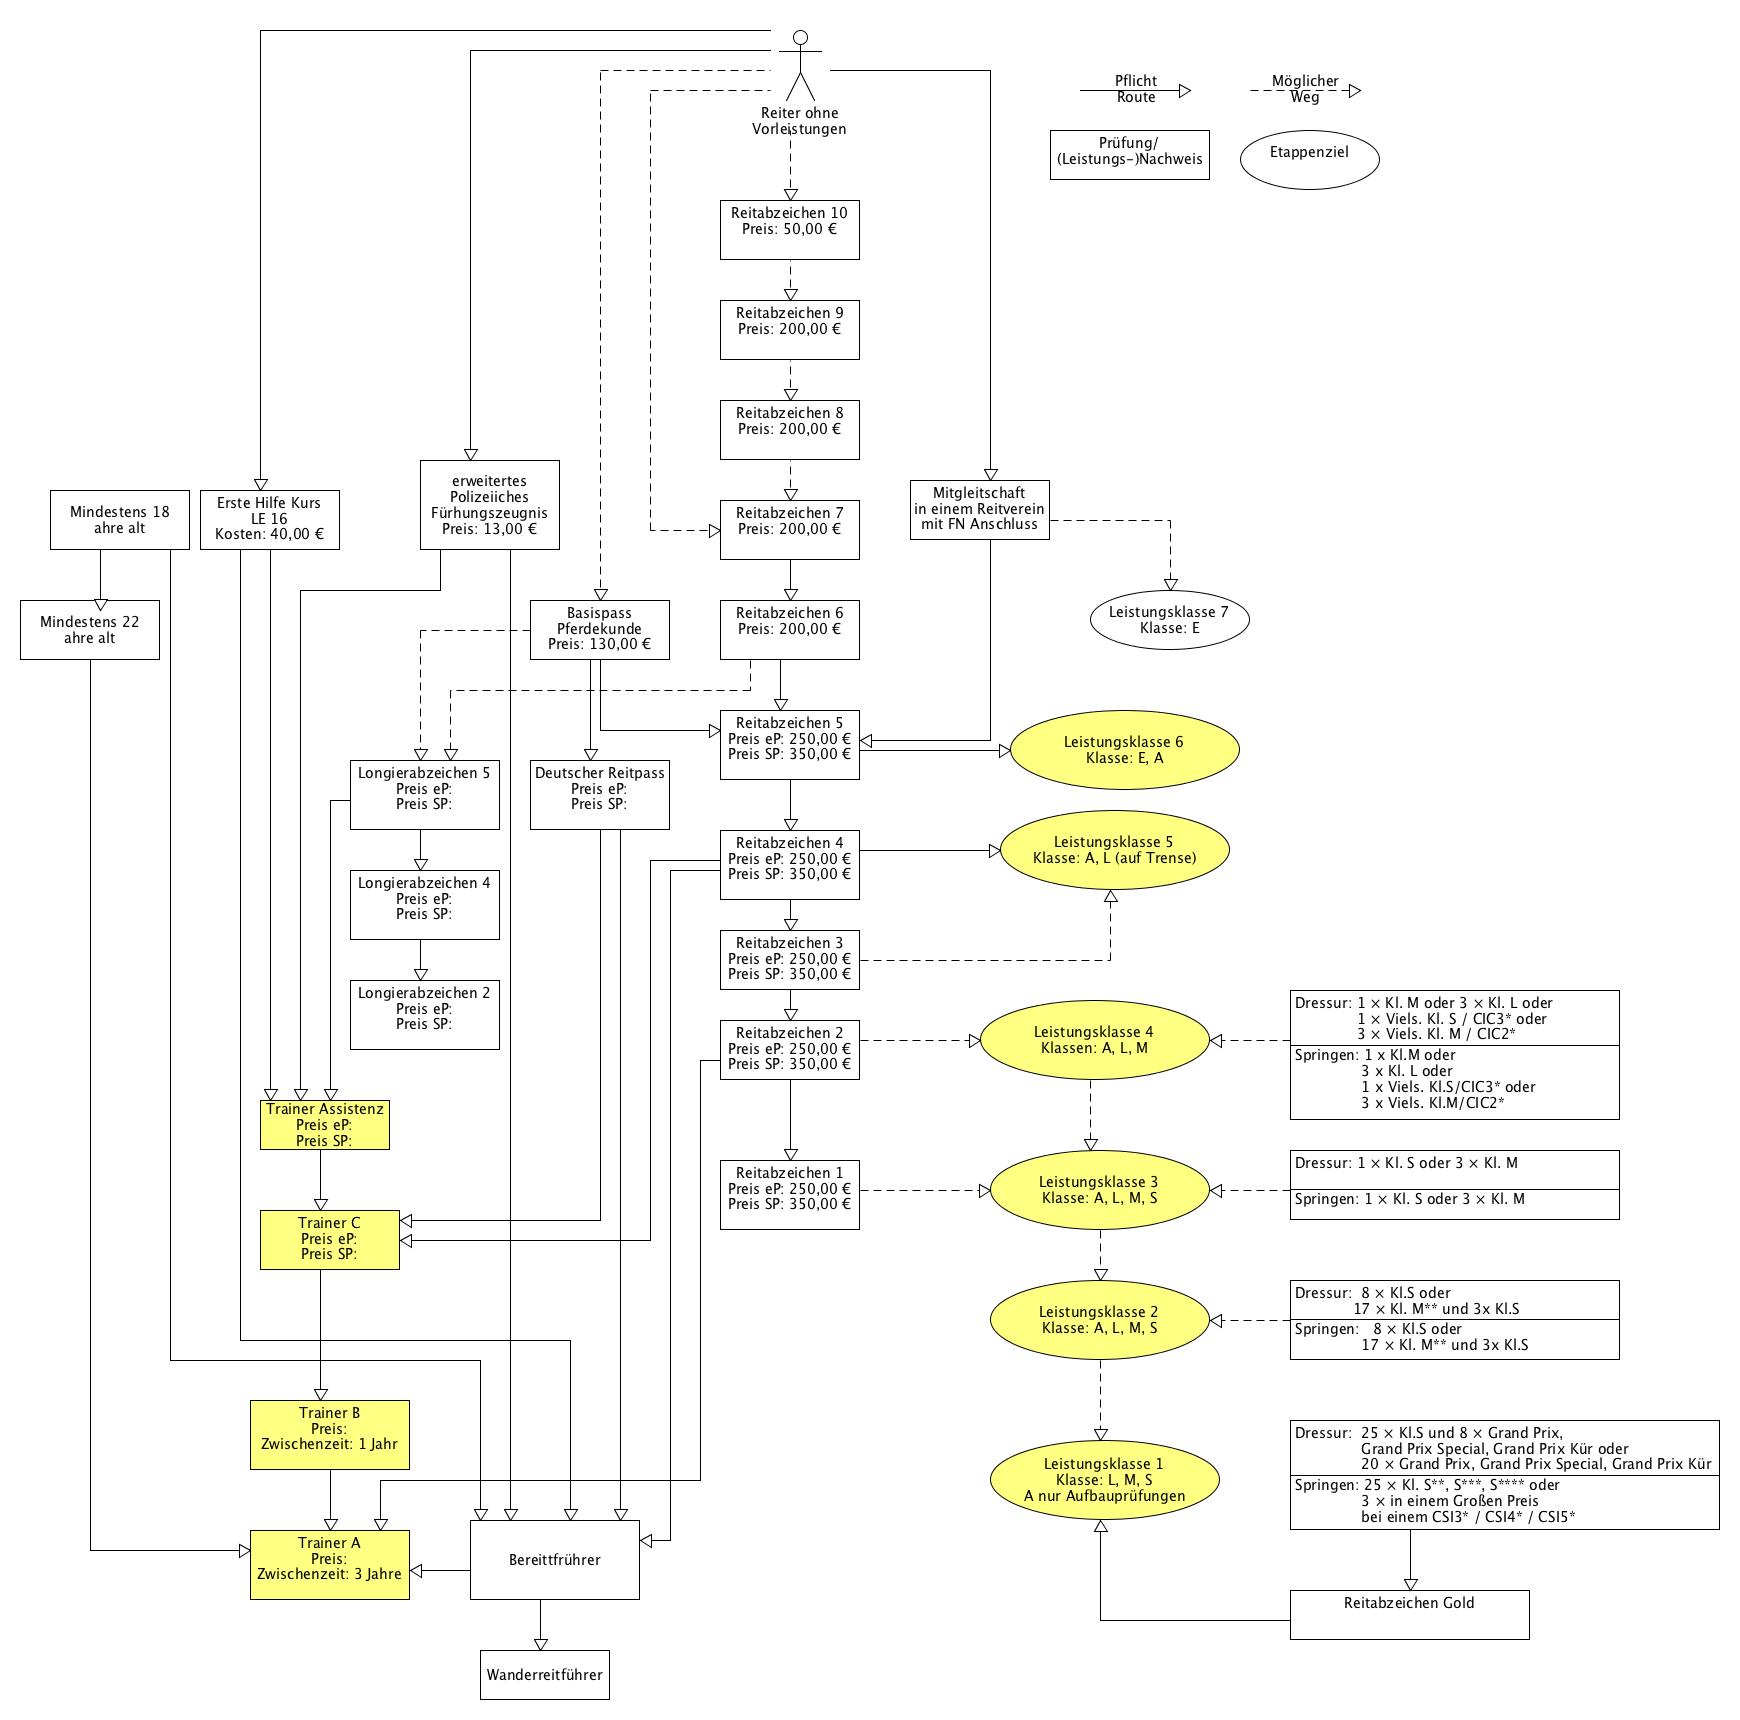 Reiter ohne
Vorleistungen
Pflicht
Route
Möglicher
Weg
Prüfung/
(Leistungs-)Nachweis
Etappenziel
Reitabzeichen 10
Preis: 50,00 €
Reitabzeichen 9
Preis: 200,00 €
Reitabzeichen 8
Preis: 200,00 €
Reitabzeichen 7
Preis: 200,00 €
Mindestens 18
ahre alt
Erste Hilfe Kurs
LE 16
Kosten: 40,00 €
erweitertes
Polizeiiches
Fürhungszeugnis
Preis: 13,00 €
Mitgleitschaft
in einem Reitverein
mit FN Anschluss
Mindestens 22
ahre alt
Basispass
Pferdekunde
Preis: 130,00 €
Reitabzeichen 6
Preis: 200,00 €
Leistungsklasse 7
Klasse: E
Reitabzeichen 5
Preis eP: 250,00 €
Preis SP: 350,00 €
Leistungsklasse 6
Klasse: E, A
Longierabzeichen 5
Preis eP:
Preis SP:
Deutscher Reitpass
Preis eP:
Preis SP:
Reitabzeichen 4
Preis eP: 250,00 €
Preis SP: 350,00 €
Leistungsklasse 5
Klasse: A, L (auf Trense)
Longierabzeichen 4
Preis eP:
Preis SP:
Reitabzeichen 3
Preis eP: 250,00 €
Preis SP: 350,00 €
Longierabzeichen 2
Preis eP:
Preis SP:
Reitabzeichen 2
Preis eP: 250,00 €
Preis SP: 350,00 €
Leistungsklasse 4
Klassen: A, L, M
Dressur: 1 × Kl. M oder 3 × Kl. L oder
1 × Viels. Kl. S / CIC3* oder
3 × Viels. Kl. M / CIC2*
Springen: 1 x Kl.M oder
3 x Kl. L oder
1 x Viels. Kl.S/CIC3* oder
3 x Viels. Kl.M/CIC2*
Trainer Assistenz
Preis eP:
Preis SP:
Reitabzeichen 1
Preis eP: 250,00 €
Preis SP: 350,00 €
Leistungsklasse 3
Klasse: A, L, M, S
Dressur: 1 × Kl. S oder 3 × Kl. M
Springen: 1 × Kl. S oder 3 × Kl. M
Trainer C
Preis eP:
Preis SP:
Leistungsklasse 2
Klasse: A, L, M, S
Dressur: 8 × Kl.S oder
17 × Kl. M** und 3x Kl.S
Springen: 8 × Kl.S oder
17 × Kl. M** und 3x Kl.S
Trainer B
Preis:
Zwischenzeit: 1 Jahr
Leistungsklasse 1
Klasse: L, M, S
A nur Aufbauprüfungen
Dressur: 25 × Kl.S und 8 × Grand Prix,
Grand Prix Special, Grand Prix Kür oder
20 × Grand Prix, Grand Prix Special, Grand Prix Kür
Springen: 25 × Kl. S**, S***, S**** oder
3 × in einem Großen Preis
bei einem CSI3* / CSI4* / CSI5*
Trainer A
Preis:
Zwischenzeit: 3 Jahre
Bereittfrührer
Reitabzeichen Gold
Wanderreitführer